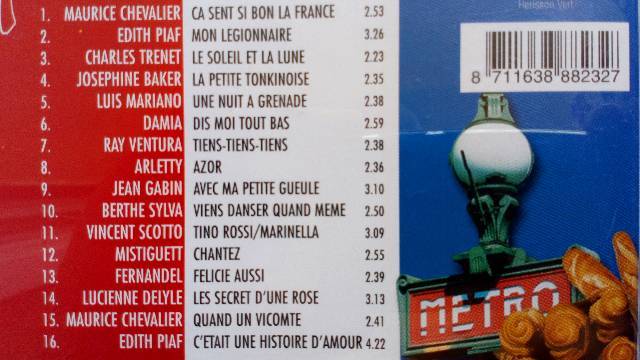 1. MAURICE CHEVALIER ÇA SENT SI BON LA FRANCE 2.53
2. EDITH PIAF MON LEGIONNAIRE 3.26
3. CHARLES TRENET LE SOLEIL ET LA LUNE 2.23
4. JOSEPHINE BAKER LA PETITE TONKINOISE 2.35
5. LUIS MARIANO UNE NUIT A GRENADE 2.38
6. DAMIA DIS MOI TOUT BAS 2.59
7. RAY VENTURA TIENS-TIENS-TIENS 2.38
8. ARLETTY AZOR 2.36
9. JEAN GABIN AVEC MA PETITE GUEULE 3.10
10. BERTHE SYLVA VIENS DANSER QUAND MEME 2.50
11. VINCENT SCOTTO TINO ROSSI/MARINELLA 3.09
12. MISTIGUETT CHANTEZ 2.55
13. FERNANDEL FELICIE AUSSI 2.39
14. LUCIENNE DELYLE LES SECRET D'UNE ROSE 3.13
15. MAURICE CHEVALIER QUAND UN VICOMTE 2.41
16. EDITH PIAF C'ETAIT UNE HISTOIRE D'AMOUR 4.22
Herisson Vert
8 711638 882327
METRO